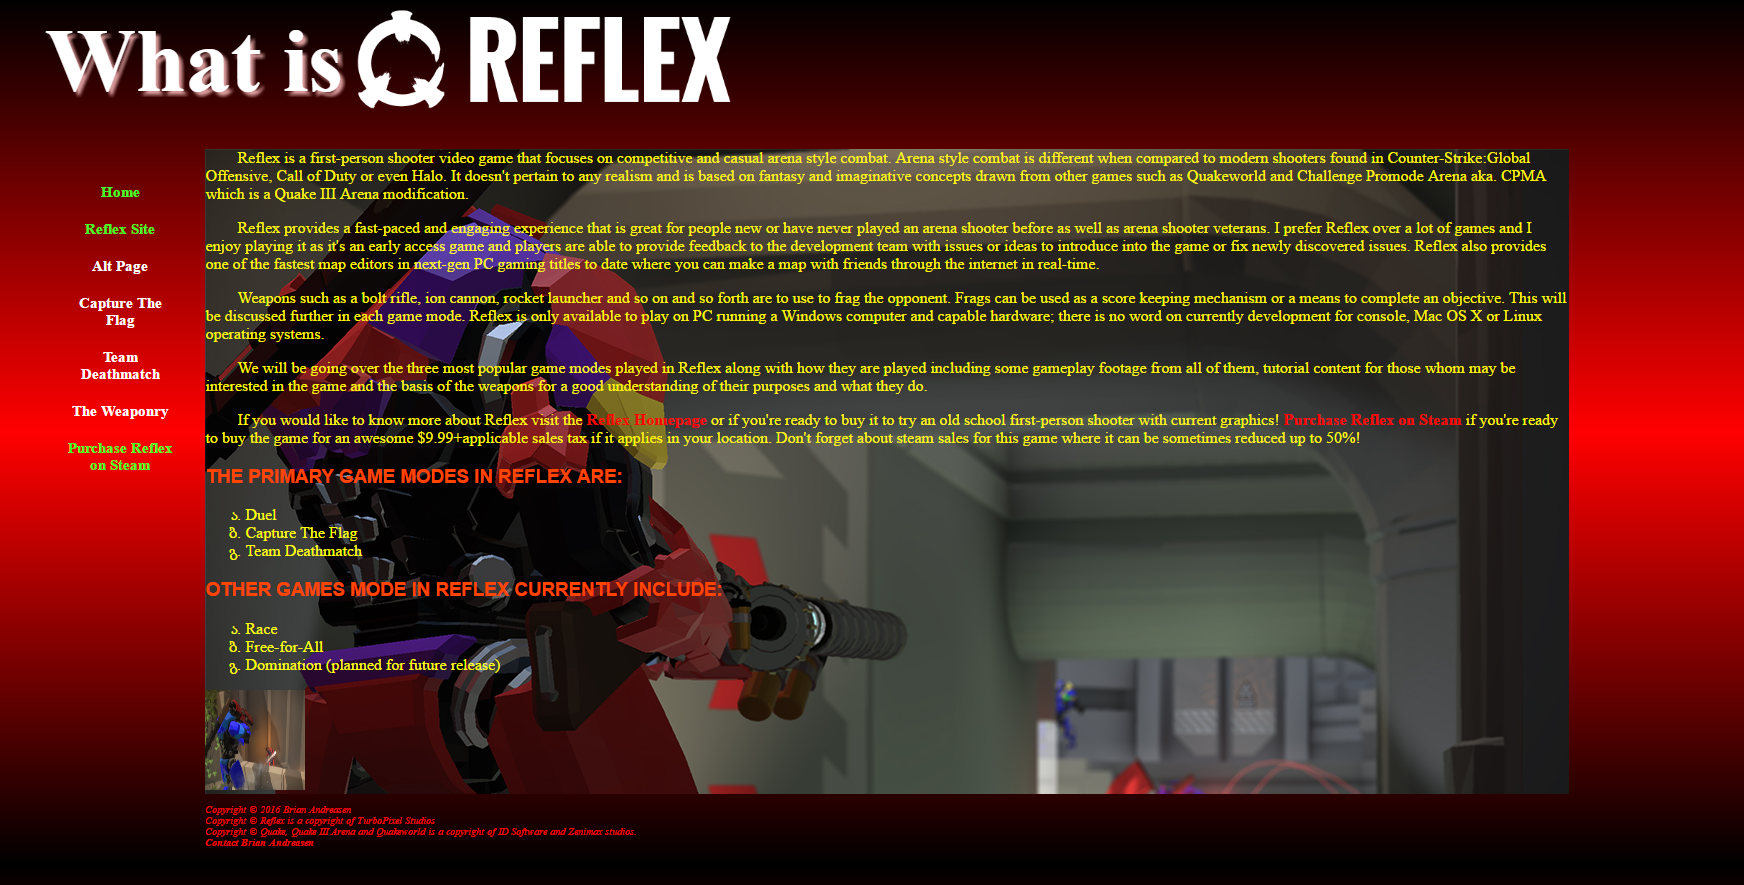 What is REFLEX
Home
Reflex Site
Alt Page
Capture The
Flag
Team
Deathmatch
The Weaponry
Purchase Reflex
on Steam
Reflex is a first-person shooter video game that focuses on competitive and casual arena style combat. Arena style combat is different when compared to modern shooters found in Counter-Strike:Global
Offensive, Call of Duty or even Halo. It doesn't pertain to any realism and is based on fantasy and imaginative concepts drawn from other games such as Quakeworld and Challenge Promode Arena aka. CPMA
which is a Quake III Arena modification.
Reflex provides a fast-paced and engaging experience that is great for people new or have never played an arena shooter before as well as arena shooter veterans. I prefer Reflex over a lot of games and I
enjoy playing it as it's an early access game and players are able to provide feedback to the development team with issues or ideas to introduce into the game or fix newly discovered issues. Reflex also provides
one of the fastest map editors in next-gen PC gaming titles to date where you can make a map with friends through the internet in real-time.
Weapons such as a bolt rifle, ion cannon, rocket launcher and so on and so forth are to use to frag the opponent. Frags can be used as a score keeping mechanism or a means to complete an objective. This will
be discussed further in each game mode. Reflex is only available to play on PC running a Windows computer and capable hardware; there is no word on currently development for console, Mac OS X or Linux
operating systems.
We will be going over the three most popular game modes played in Reflex along with how they are played including some gameplay footage from all of them, tutorial content for those whom may be
interested in the game and the basis of the weapons for a good understanding of their purposes and what they do.
If you would like to know more about Reflex visit the Reflex Homepage or if you're ready to buy it to try an old school first-person shooter with current graphics! Purchase Reflex on Steam if you're ready
to buy the game for an awesome $9.99+applicable sales tax if it applies in your location. Don't forget about steam sales for this game where it can be sometimes reduced up to 50%!
THE PRIMARY GAME MODES IN REFLEX ARE:
ა. Duel
ბ. Capture The Flag
გ. Team Deathmatch
OTHER GAMES MODE IN REFLEX CURRENTLY INCLUDE:
ა. Race
ბ. Free-for-All
გ. Domination (planned for future release)
Copyright © 2016 Brian Andreasen
Copyright © Reflex is a copyright of TurboPixel Studios
Copyright © Quake, Quake III Arena and Quakeworld is a copyright of ID Software and Zenimax studios.
Contact Brian Andreasen